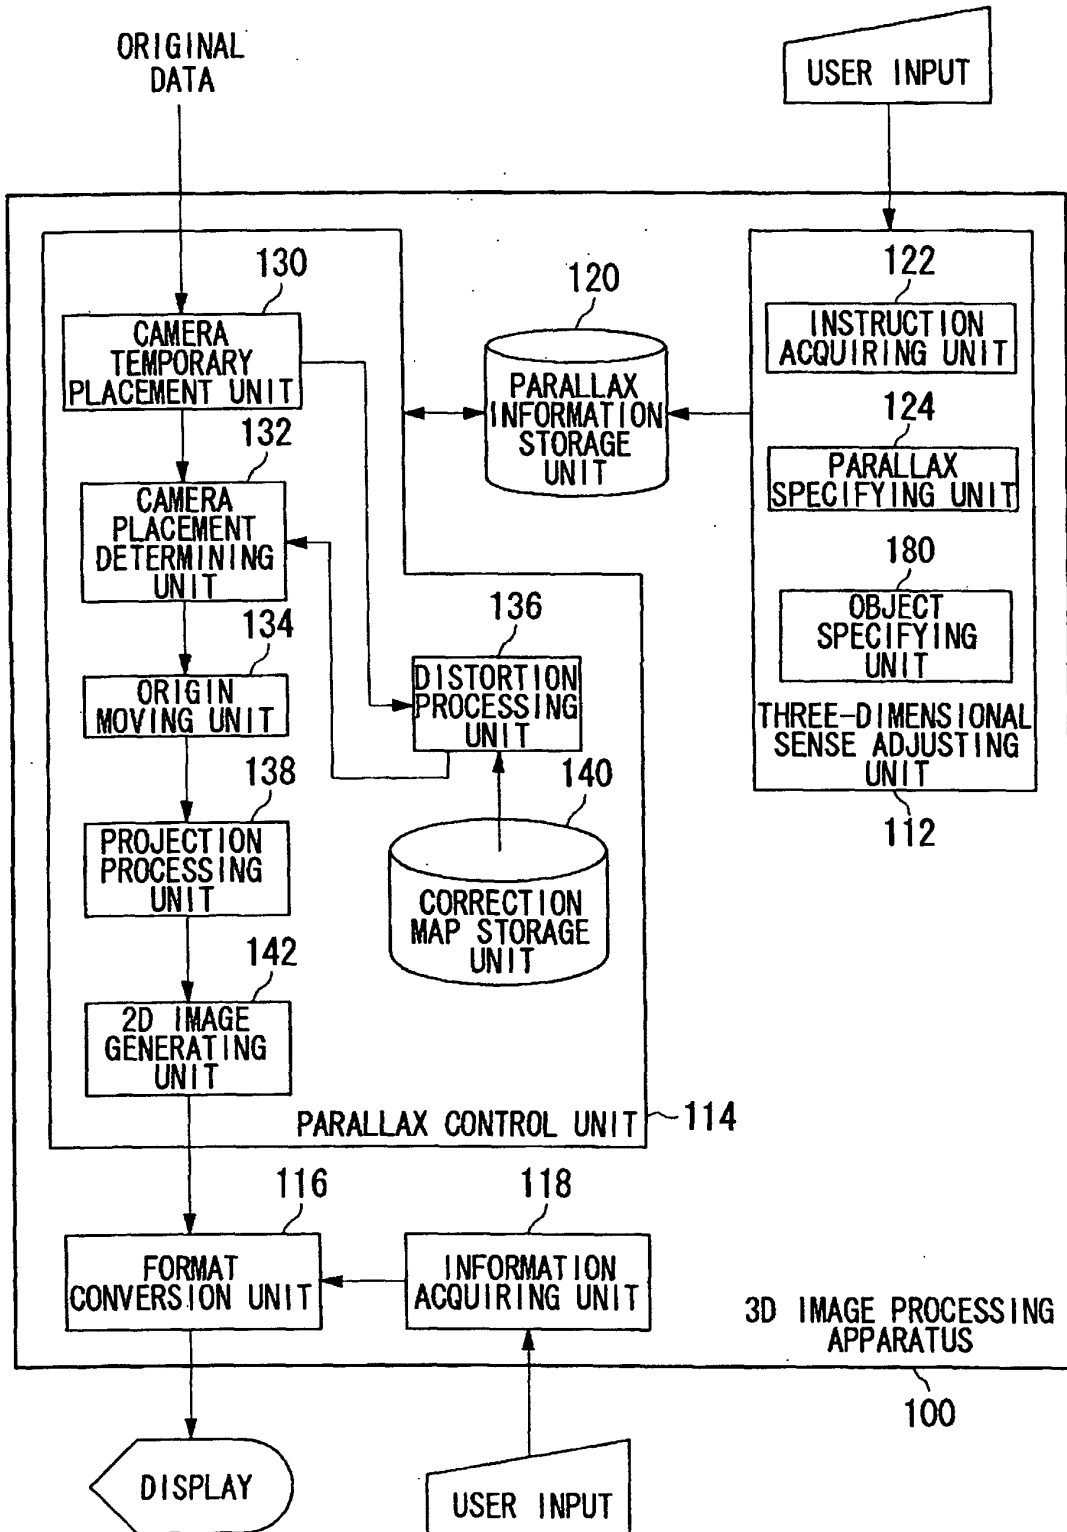 ORIGINAL
DATA
USER INPUT
130
CAMERA
TEMPORARY
PLACEMENT UNIT
120
PARALLAX
INFORMATION
STORAGE
UNIT
122
INSTRUCTION
ACQUIRING UNIT
124
PARALLAX
SPECIFYING UNIT
180
OBJECT
SPECIFYING
UNIT
THREE-DIMENSIONAL
SENSE ADJUSTING
UNIT
112
132
CAMERA
PLACEMENT
DETERMINING
UNIT
134
ORIGIN
MOVING UNIT
136
DISTORTION
PROCESSING
UNIT
138
PROJECTION
PROCESSING
UNIT
140
CORRECTION
MAP STORAGE
UNIT
142
2D IMAGE
GENERATING
UNIT
PARALLAX CONTROL UNIT
114
116
FORMAT
CONVERSION UNIT
118
INFORMATION
ACQUIRING UNIT
3D IMAGE PROCESSING
APPARATUS
100
DISPLAY
USER INPUT